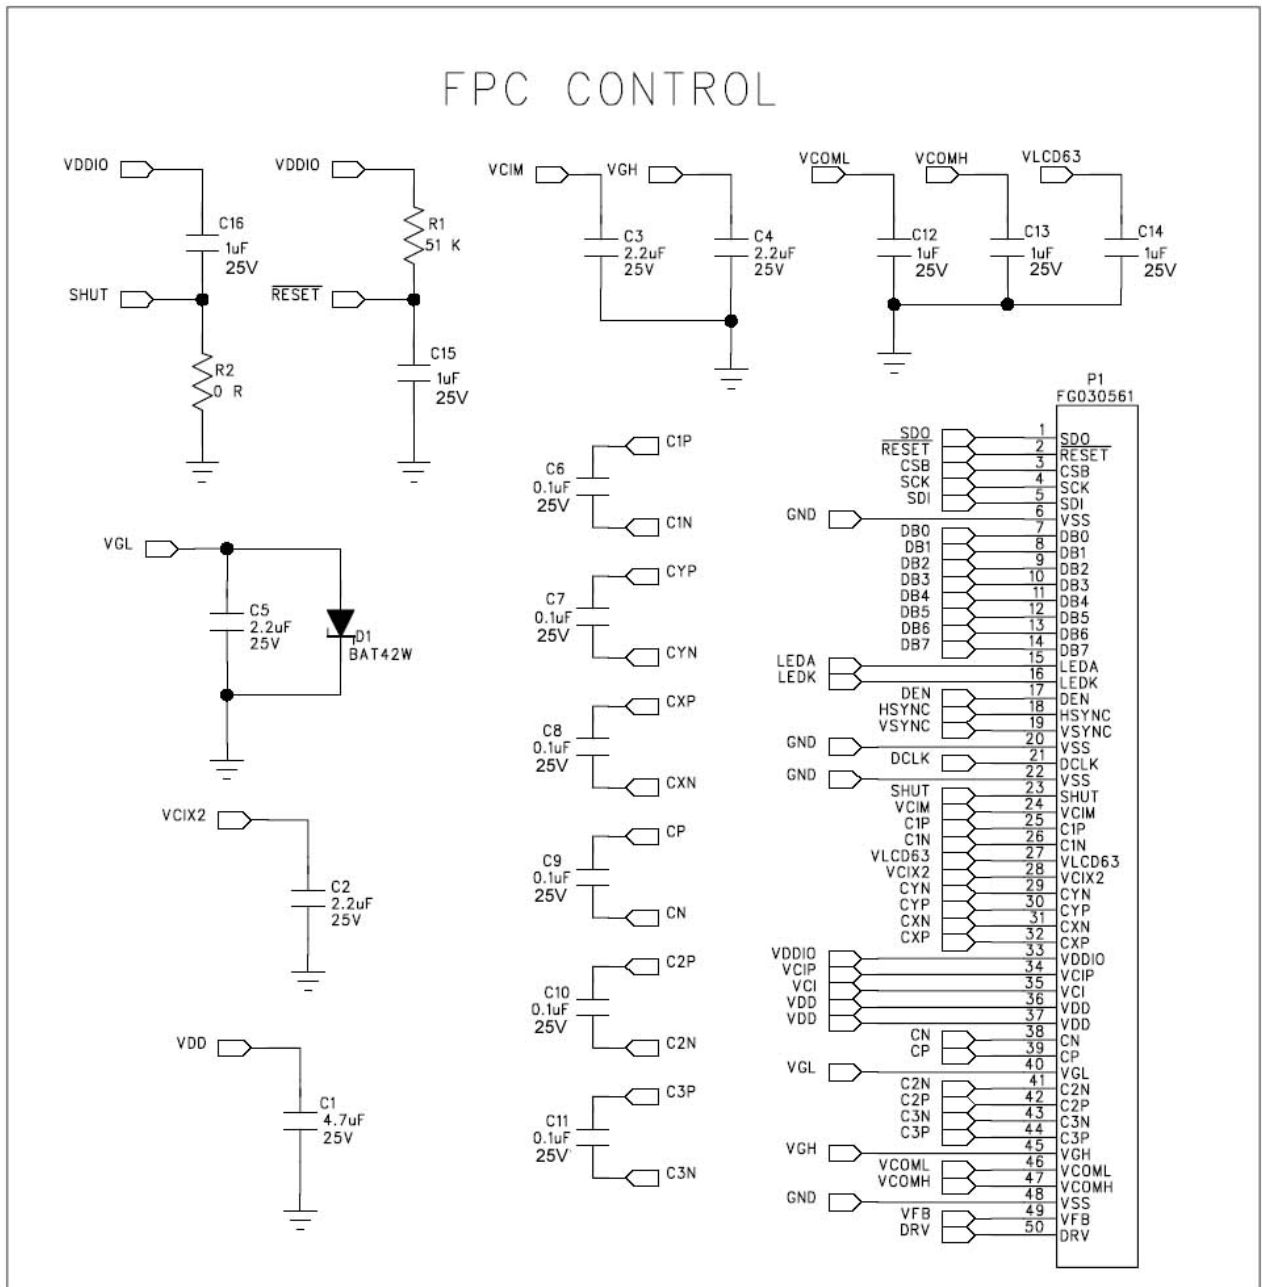 FPC CONTROL
VDDIO
C16
1uF
25V
SHUT
R2
0 R
VDDIO
R1
51 K
RESET
C15
1uF
25V
VCIM
C3
2.2uF
25V
VGH
C4
2.2uF
25V
VCOML
C12
1uF
25V
VCOMH
C13
1uF
25V
VLCD63
C14
1uF
25V
VGL
C5
2.2uF
25V
D1
BAT42W
VCIX2
C2
2.2uF
25V
VDD
C1
4.7uF
25V
C1P
C6
0.1uF
25V
C1N
CYP
C7
0.1uF
25V
CYN
CXP
C8
0.1uF
25V
CXN
CP
C9
0.1uF
25V
CN
C2P
C10
0.1uF
25V
C2N
C3P
C11
0.1uF
25V
C3N
P1
FG030561
SDO 1 SDO
RESET 2 RESET
CSB 3 CSB
SCK 4 SCK
SDI 5 SDI
GND 6 VSS
DB0 7 DB0
DB1 8 DB1
DB2 9 DB2
DB3 10 DB3
DB4 11 DB4
DB5 12 DB5
DB6 13 DB6
DB7 14 DB7
LEDA 15 LEDA
LEDK 16 LEDK
DEN 17 DEN
HSYNC 18 HSYNC
VSYNC 19 VSYNC
GND 20 VSS
DCLK 21 DCLK
GND 22 VSS
SHUT 23 SHUT
VCIM 24 VCIM
C1P 25 C1P
C1N 26 C1N
VLCD63 27 VLCD63
VCIX2 28 VCIX2
CYN 29 CYN
CYP 30 CYP
CXN 31 CXN
CXP 32 CXP
VDDIO 33 VDDIO
VCIP 34 VCIP
VCI 35 VCI
VDD 36 VDD
VDD 37 VDD
CN 38 CN
CP 39 CP
VGL 40 VGL
C2N 41 C2N
C2P 42 C2P
C3N 43 C3N
C3P 44 C3P
VGH 45 VGH
VCOML 46 VCOML
VCOMH 47 VCOMH
GND 48 VSS
VFB 49 VFB
DRV 50 DRV